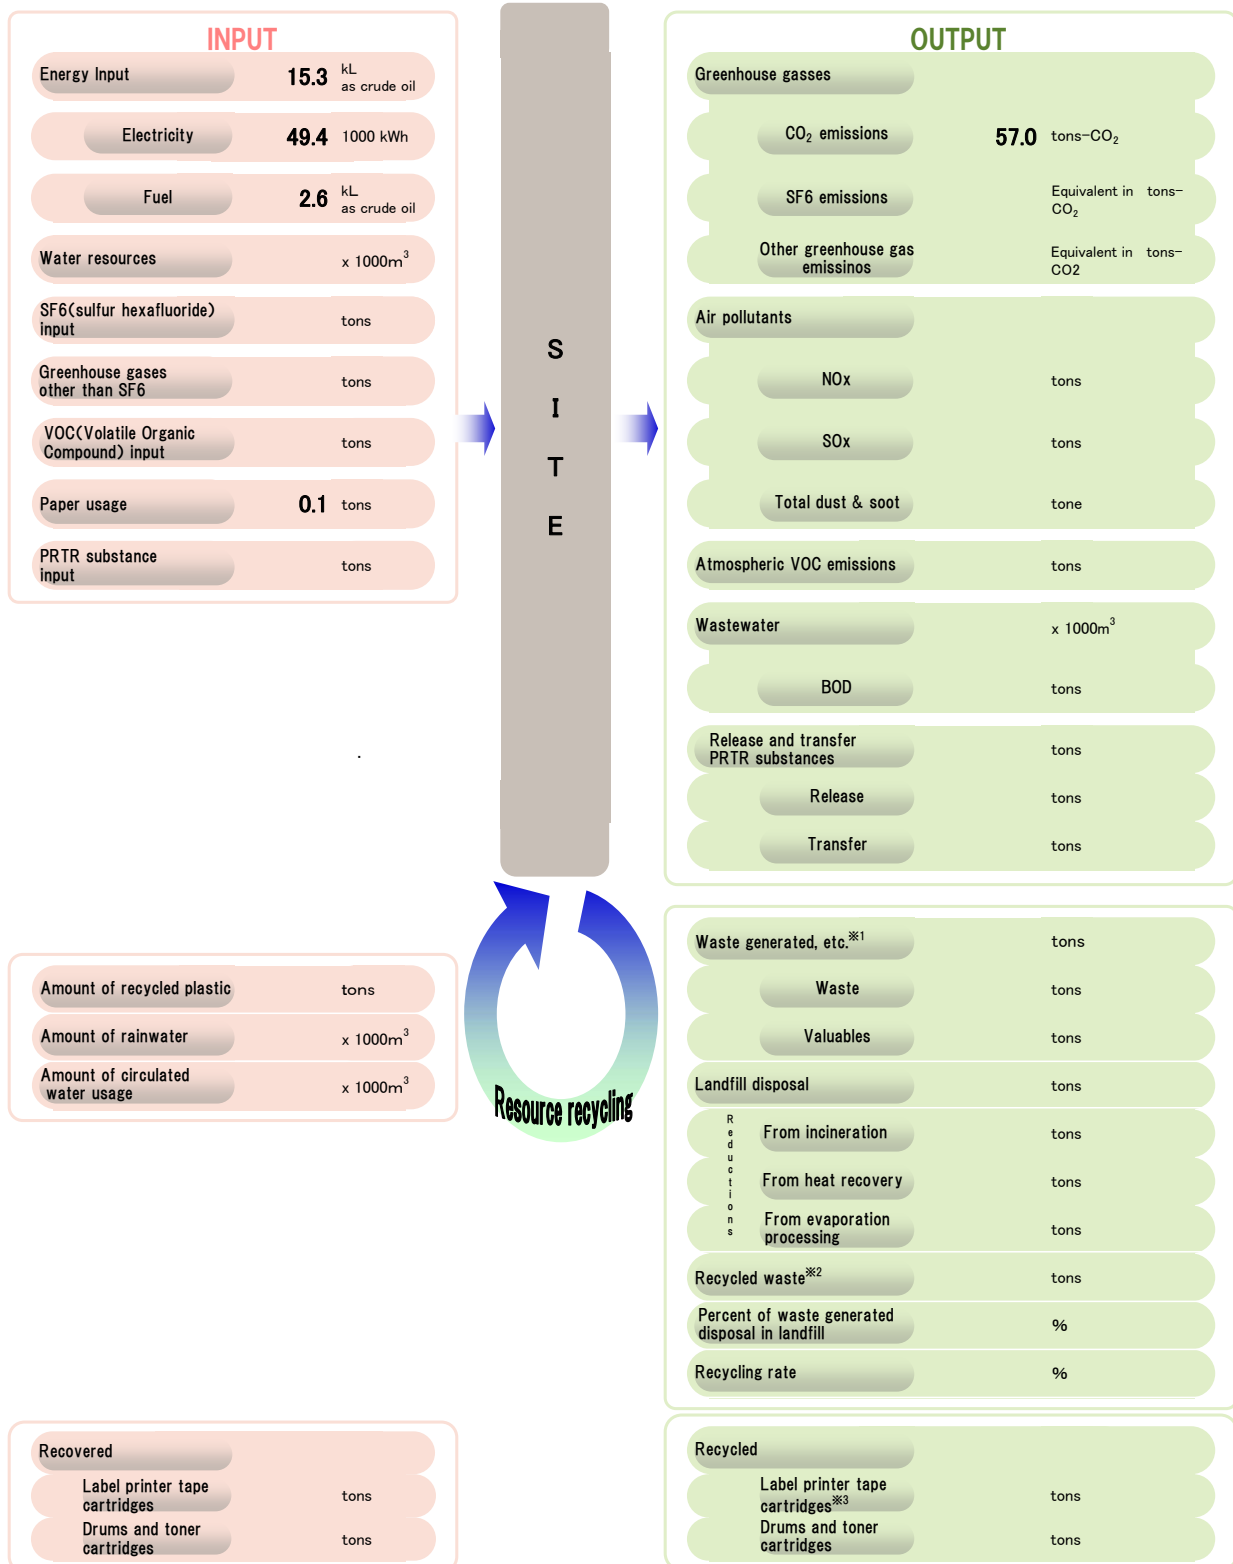 INPUT
Energy Input 15.3 kL
as crude oil
Electricity 49.4 1000 kWh
Fuel 2.6 kL
as crude oil
Water resources x 1000m³
SF6(sulfur hexafluoride)
input tons
Greenhouse gases
other than SF6 tons
VOC(Volatile Organic
Compound) input tons
Paper usage 0.1 tons
PRTR substance
input tons
S
I
T
E
OUTPUT
Greenhouse gasses
CO₂ emissions 57.0 tons-CO₂
SF6 emissions Equivalent in tons-
CO₂
Other greenhouse gas
emissinos Equivalent in tons-
CO2
Air pollutants
NOx tons
SOx tons
Total dust & soot tone
Atmospheric VOC emissions tons
Wastewater x 1000m³
BOD tons
Release and transfer
PRTR substances tons
Release tons
Transfer tons
Amount of recycled plastic tons
Amount of rainwater x 1000m³
Amount of circulated
water usage x 1000m³
Resource recycling
Waste generated, etc.※1 tons
Waste tons
Valuables tons
Landfill disposal tons
Reductions
From incineration tons
From heat recovery tons
From evaporation
processing tons
Recycled waste※2 tons
Percent of waste generated
disposal in landfill %
Recycling rate %
Recovered
Label printer tape
cartridges tons
Drums and toner
cartridges tons
Recycled
Label printer tape
cartridges※3 tons
Drums and toner
cartridges tons